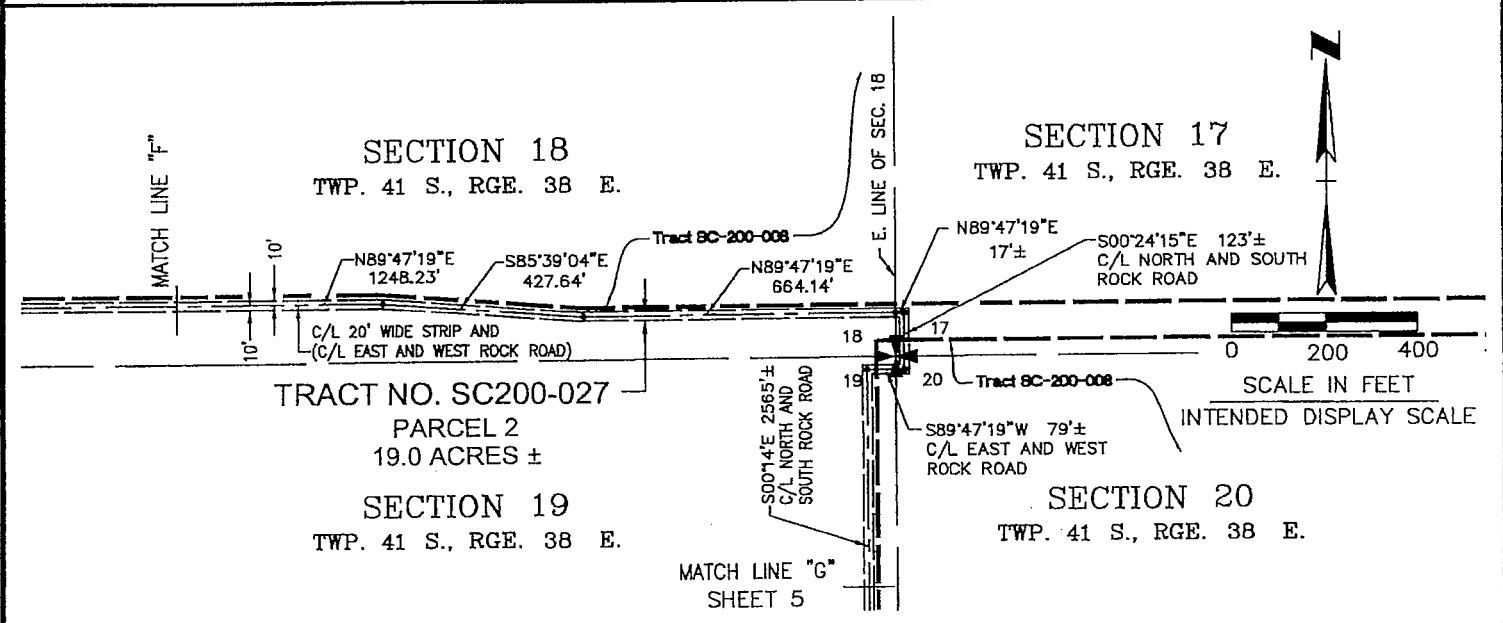 N
MATCH LINE "F"
SECTION 18
TWP. 41 S., RGE. 38 E.
E. LINE OF SEC. 18
SECTION 17
TWP. 41 S., RGE. 38 E.
Tract SC-200-008
N89°47'19"E
17'±
S00°24'15"E 123'±
C/L NORTH AND SOUTH
ROCK ROAD
10'
N89°47'19"E
1248.23'
S85°39'04"E
427.64'
N89°47'19"E
664.14'
10'
C/L 20' WIDE STRIP AND
(C/L EAST AND WEST ROCK ROAD)
18
17
19
20
Tract SC-200-008
0 200 400
SCALE IN FEET
INTENDED DISPLAY SCALE
TRACT NO. SC200-027
PARCEL 2
19.0 ACRES ±
S00°14'E 2565'±
C/L NORTH AND
SOUTH ROCK ROAD
S89°47'19"W 79'±
C/L EAST AND WEST
ROCK ROAD
SECTION 19
TWP. 41 S., RGE. 38 E.
SECTION 20
TWP. 41 S., RGE. 38 E.
MATCH LINE "G"
SHEET 5